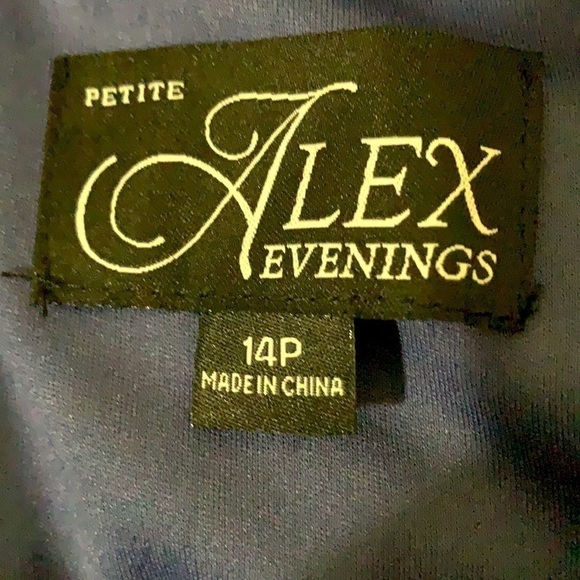 PETITE
ALEX
EVENINGS
14P
MADE IN CHINA